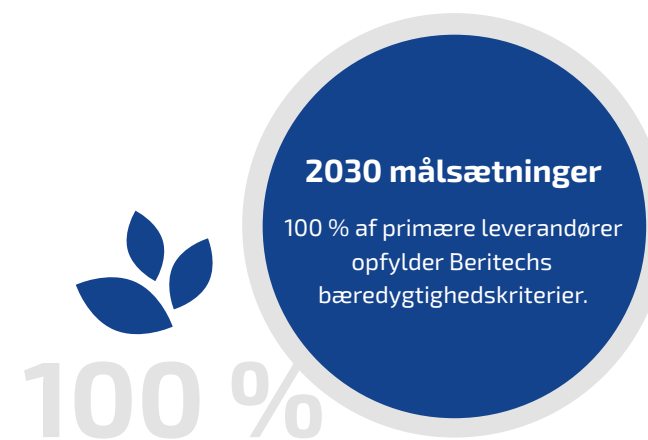 2030 målsætninger
100 % af primære leverandører
opfylder Beritechs
bæredygtighedskriterier.
100 %